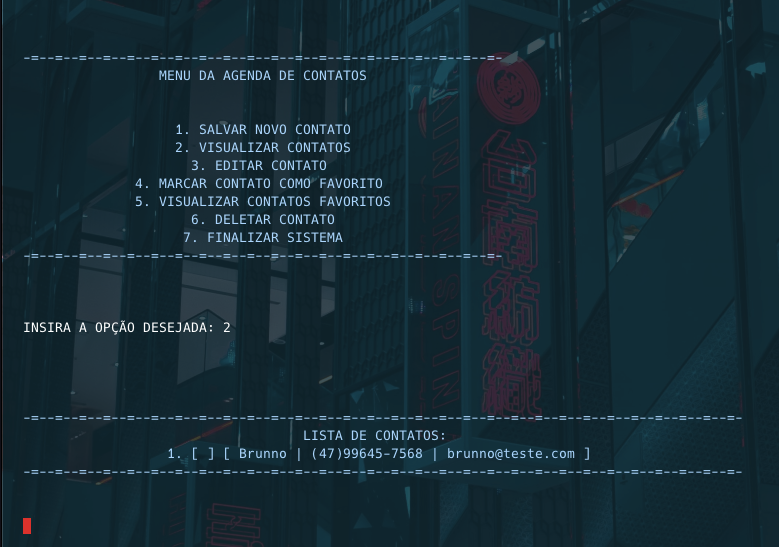 -=--=--=--=--=--=--=--=--=--=--=--=--=--=--=--=--=--=--=--=-
MENU DA AGENDA DE CONTATOS
1. SALVAR NOVO CONTATO
2. VISUALIZAR CONTATOS
3. EDITAR CONTATO
4. MARCAR CONTATO COMO FAVORITO
5. VISUALIZAR CONTATOS FAVORITOS
6. DELETAR CONTATO
7. FINALIZAR SISTEMA
-=--=--=--=--=--=--=--=--=--=--=--=--=--=--=--=--=--=--=--=-
INSIRA A OPÇÃO DESEJADA: 2
-=--=--=--=--=--=--=--=--=--=--=--=--=--=--=--=--=--=--=--=--=--=--=--=--=--=--=--=--=--=-
LISTA DE CONTATOS:
1. [ ] [ Brunno | (47)99645-7568 | brunno@teste.com ]
-=--=--=--=--=--=--=--=--=--=--=--=--=--=--=--=--=--=--=--=--=--=--=--=--=--=--=--=--=--=-